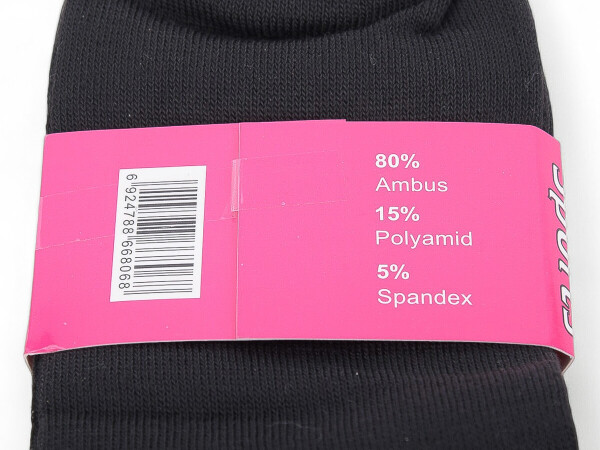 6 924788 668068
80%
Ambus
15%
Polyamid
5%
Spandex